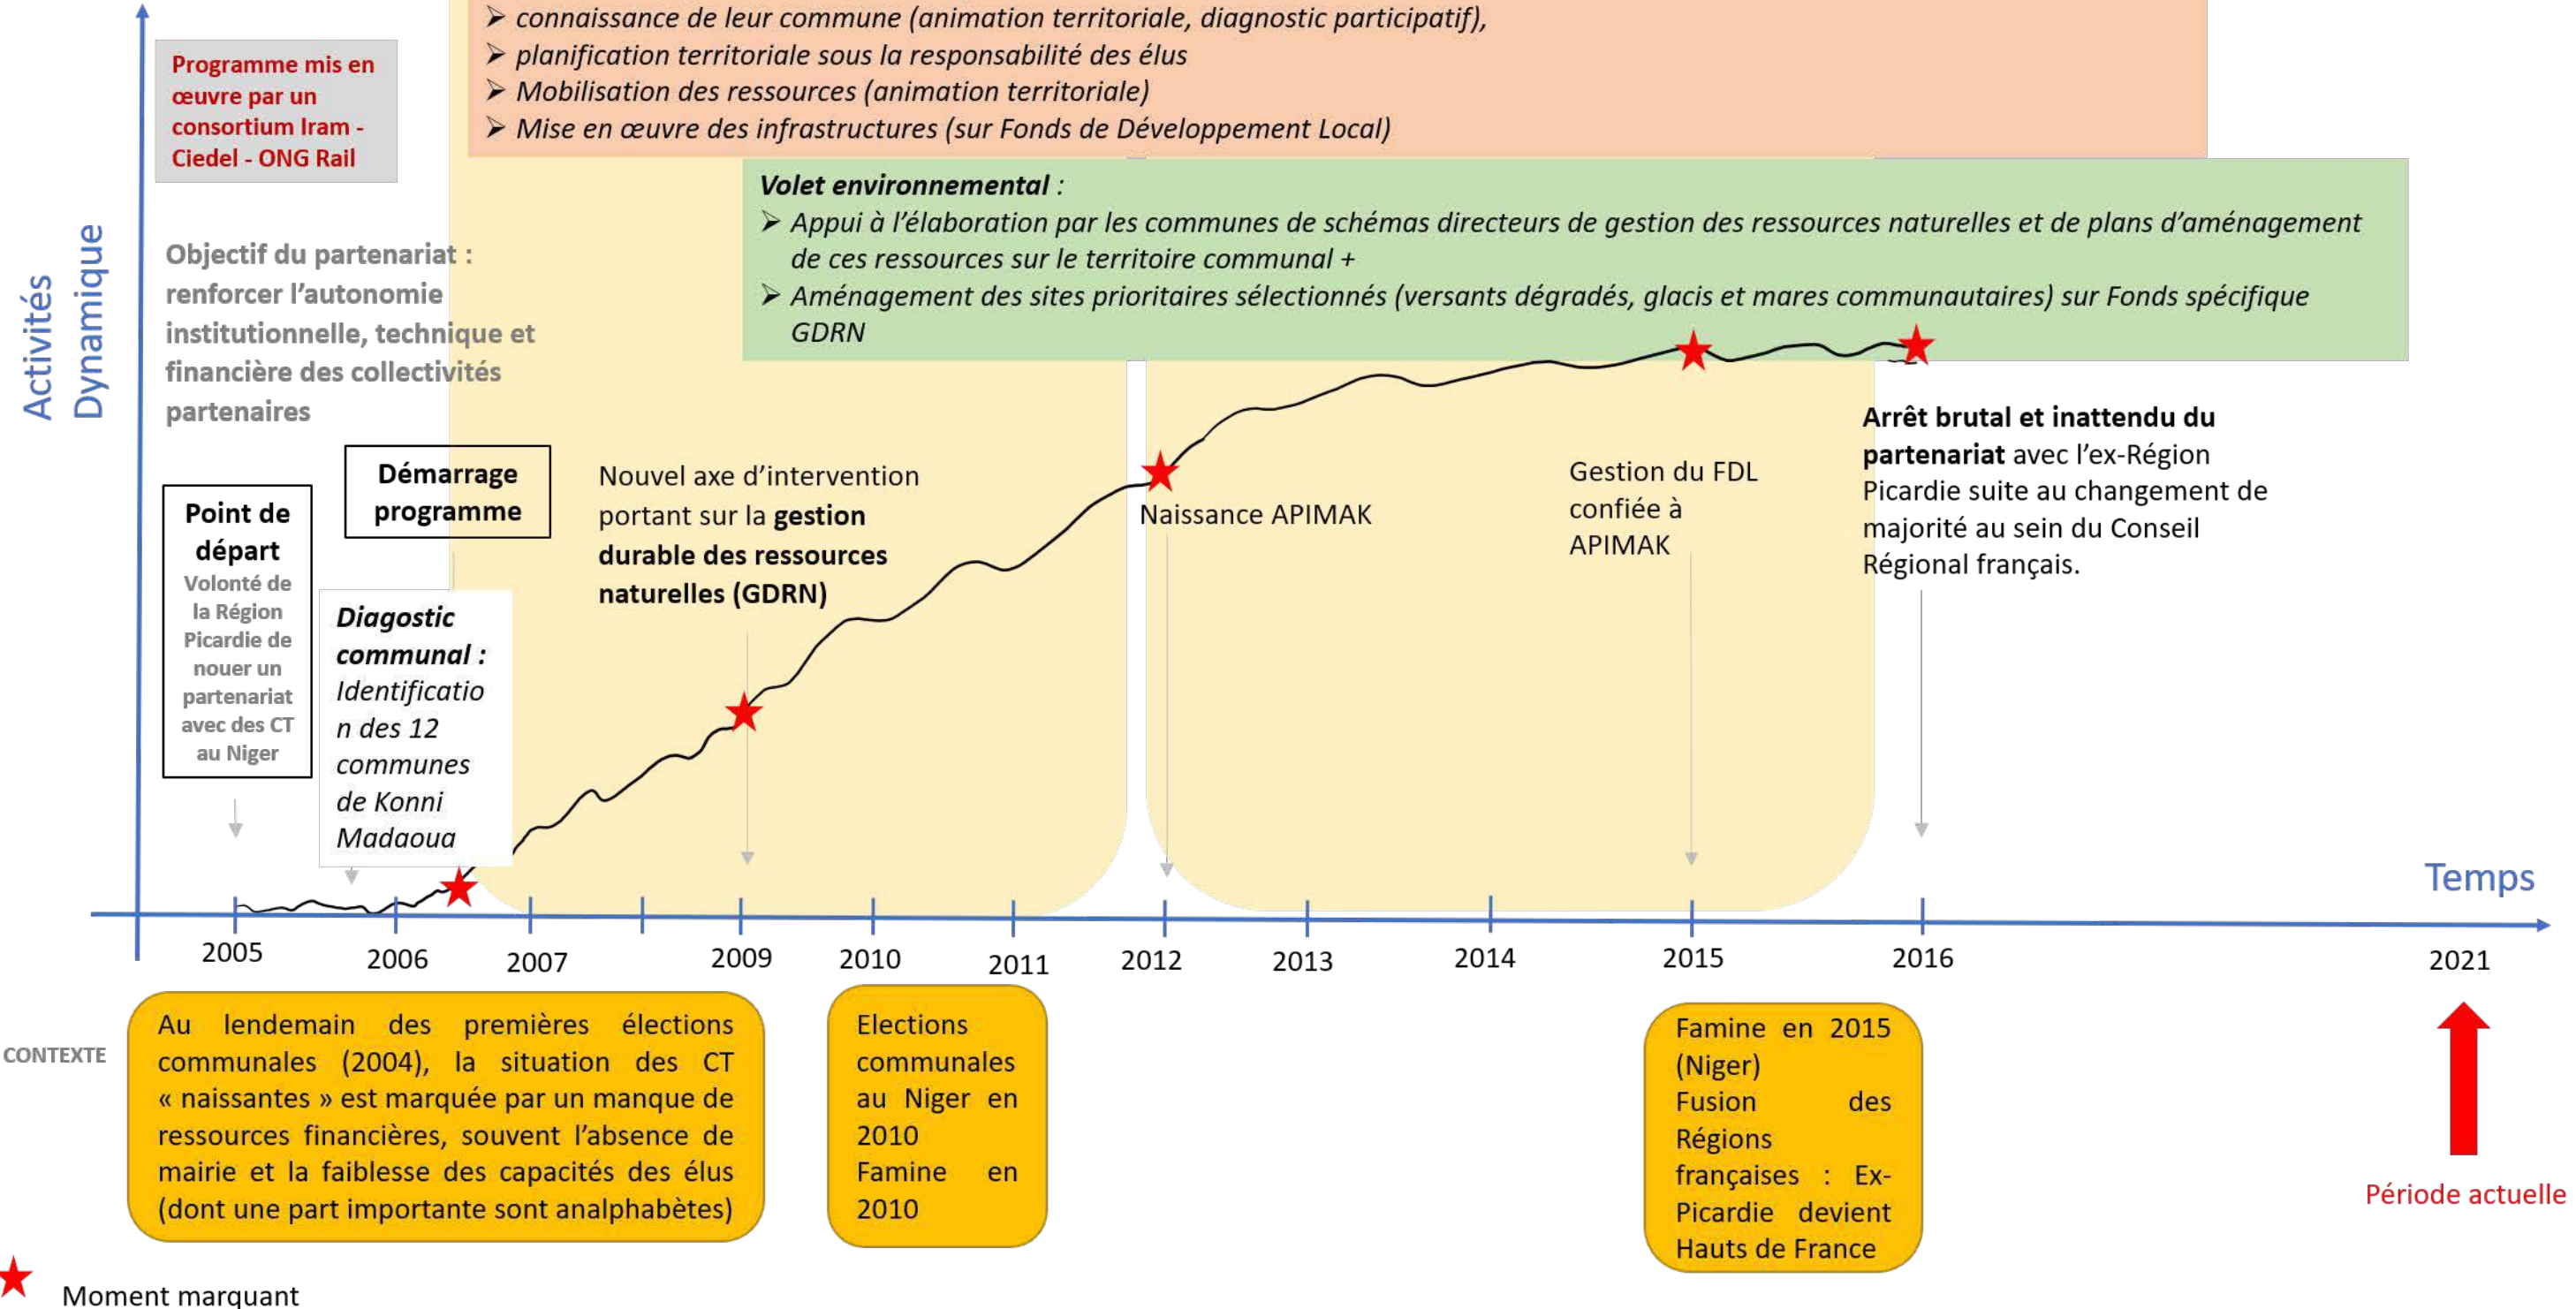 ➢ connaissance de leur commune (animation territoriale, diagnostic participatif),
➢ planification territoriale sous la responsabilité des élus
➢ Mobilisation des ressources (animation territoriale)
➢ Mise en œuvre des infrastructures (sur Fonds de Développement Local)
Programme mis en
œuvre par un
consortium Iram -
Ciedel - ONG Rail
Volet environnemental :
➢ Appui à l’élaboration par les communes de schémas directeurs de gestion des ressources naturelles et de plans d’aménagement
de ces ressources sur le territoire communal +
➢ Aménagement des sites prioritaires sélectionnés (versants dégradés, glacis et mares communautaires) sur Fonds spécifique
GDRN
Activités
Dynamique
Objectif du partenariat :
renforcer l’autonomie
institutionnelle, technique et
financière des collectivités
partenaires
Point de
départ
Volonté de
la Région
Picardie de
nouer un
partenariat
avec des CT
au Niger
Démarrage
programme
Diagostic
communal :
Identificatio
n des 12
communes
de Konni
Madaoua
Nouvel axe d’intervention
portant sur la gestion
durable des ressources
naturelles (GDRN)
Naissance APIMAK
Gestion du FDL
confiée à
APIMAK
Arrêt brutal et inattendu du
partenariat avec l’ex-Région
Picardie suite au changement de
majorité au sein du Conseil
Régional français.
Temps
2005
2006
2007
2009
2010
2011
2012
2013
2014
2015
2016
2021
CONTEXTE
Au lendemain des premières élections
communales (2004), la situation des CT
« naissantes » est marquée par un manque de
ressources financières, souvent l’absence de
mairie et la faiblesse des capacités des élus
(dont une part importante sont analphabètes)
Elections
communales
au Niger en
2010
Famine en
2010
Famine en 2015
(Niger)
Fusion des
Régions
françaises : Ex-
Picardie devient
Hauts de France
Période actuelle
Moment marquant